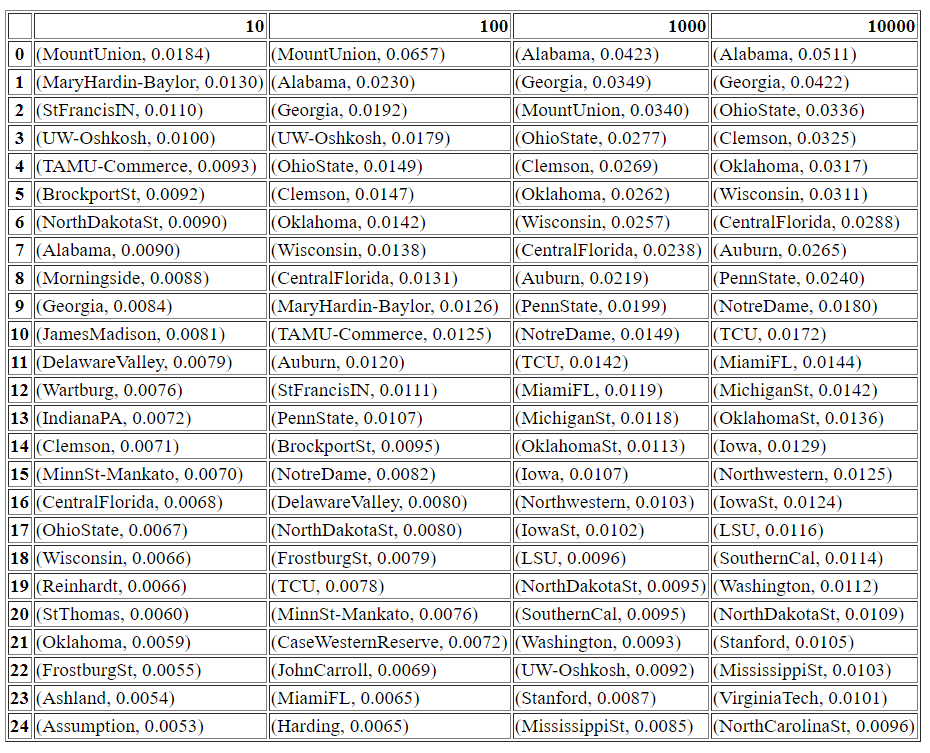 10 100 1000 10000
0 (MountUnion, 0.0184) (MountUnion, 0.0657) (Alabama, 0.0423) (Alabama, 0.0511)
1 (MaryHardin-Baylor, 0.0130) (Alabama, 0.0230) (Georgia, 0.0349) (Georgia, 0.0422)
2 (StFrancisIN, 0.0110) (Georgia, 0.0192) (MountUnion, 0.0340) (OhioState, 0.0336)
3 (UW-Oshkosh, 0.0100) (UW-Oshkosh, 0.0179) (OhioState, 0.0277) (Clemson, 0.0325)
4 (TAMU-Commerce, 0.0093) (OhioState, 0.0149) (Clemson, 0.0269) (Oklahoma, 0.0317)
5 (BrockportSt, 0.0092) (Clemson, 0.0147) (Oklahoma, 0.0262) (Wisconsin, 0.0311)
6 (NorthDakotaSt, 0.0090) (Oklahoma, 0.0142) (Wisconsin, 0.0257) (CentralFlorida, 0.0288)
7 (Alabama, 0.0090) (Wisconsin, 0.0138) (CentralFlorida, 0.0238) (Auburn, 0.0265)
8 (Morningside, 0.0088) (CentralFlorida, 0.0131) (Auburn, 0.0219) (PennState, 0.0240)
9 (Georgia, 0.0084) (MaryHardin-Baylor, 0.0126) (PennState, 0.0199) (NotreDame, 0.0180)
10 (JamesMadison, 0.0081) (TAMU-Commerce, 0.0125) (NotreDame, 0.0149) (TCU, 0.0172)
11 (DelawareValley, 0.0079) (Auburn, 0.0120) (TCU, 0.0142) (MiamiFL, 0.0144)
12 (Wartburg, 0.0076) (StFrancisIN, 0.0111) (MiamiFL, 0.0119) (MichiganSt, 0.0142)
13 (IndianaPA, 0.0072) (PennState, 0.0107) (MichiganSt, 0.0118) (OklahomaSt, 0.0136)
14 (Clemson, 0.0071) (BrockportSt, 0.0095) (OklahomaSt, 0.0113) (Iowa, 0.0129)
15 (MinnSt-Mankato, 0.0070) (NotreDame, 0.0082) (Iowa, 0.0107) (Northwestern, 0.0125)
16 (CentralFlorida, 0.0068) (DelawareValley, 0.0080) (Northwestern, 0.0103) (IowaSt, 0.0124)
17 (OhioState, 0.0067) (NorthDakotaSt, 0.0080) (IowaSt, 0.0102) (LSU, 0.0116)
18 (Wisconsin, 0.0066) (FrostburgSt, 0.0079) (LSU, 0.0096) (SouthernCal, 0.0114)
19 (Reinhardt, 0.0066) (TCU, 0.0078) (NorthDakotaSt, 0.0095) (Washington, 0.0112)
20 (StThomas, 0.0060) (MinnSt-Mankato, 0.0076) (SouthernCal, 0.0095) (NorthDakotaSt, 0.0109)
21 (Oklahoma, 0.0059) (CaseWesternReserve, 0.0072) (Washington, 0.0093) (Stanford, 0.0105)
22 (FrostburgSt, 0.0055) (JohnCarroll, 0.0069) (UW-Oshkosh, 0.0092) (MississippiSt, 0.0103)
23 (Ashland, 0.0054) (MiamiFL, 0.0065) (Stanford, 0.0087) (VirginiaTech, 0.0101)
24 (Assumption, 0.0053) (Harding, 0.0065) (MississippiSt, 0.0085) (NorthCarolinaSt, 0.0096)